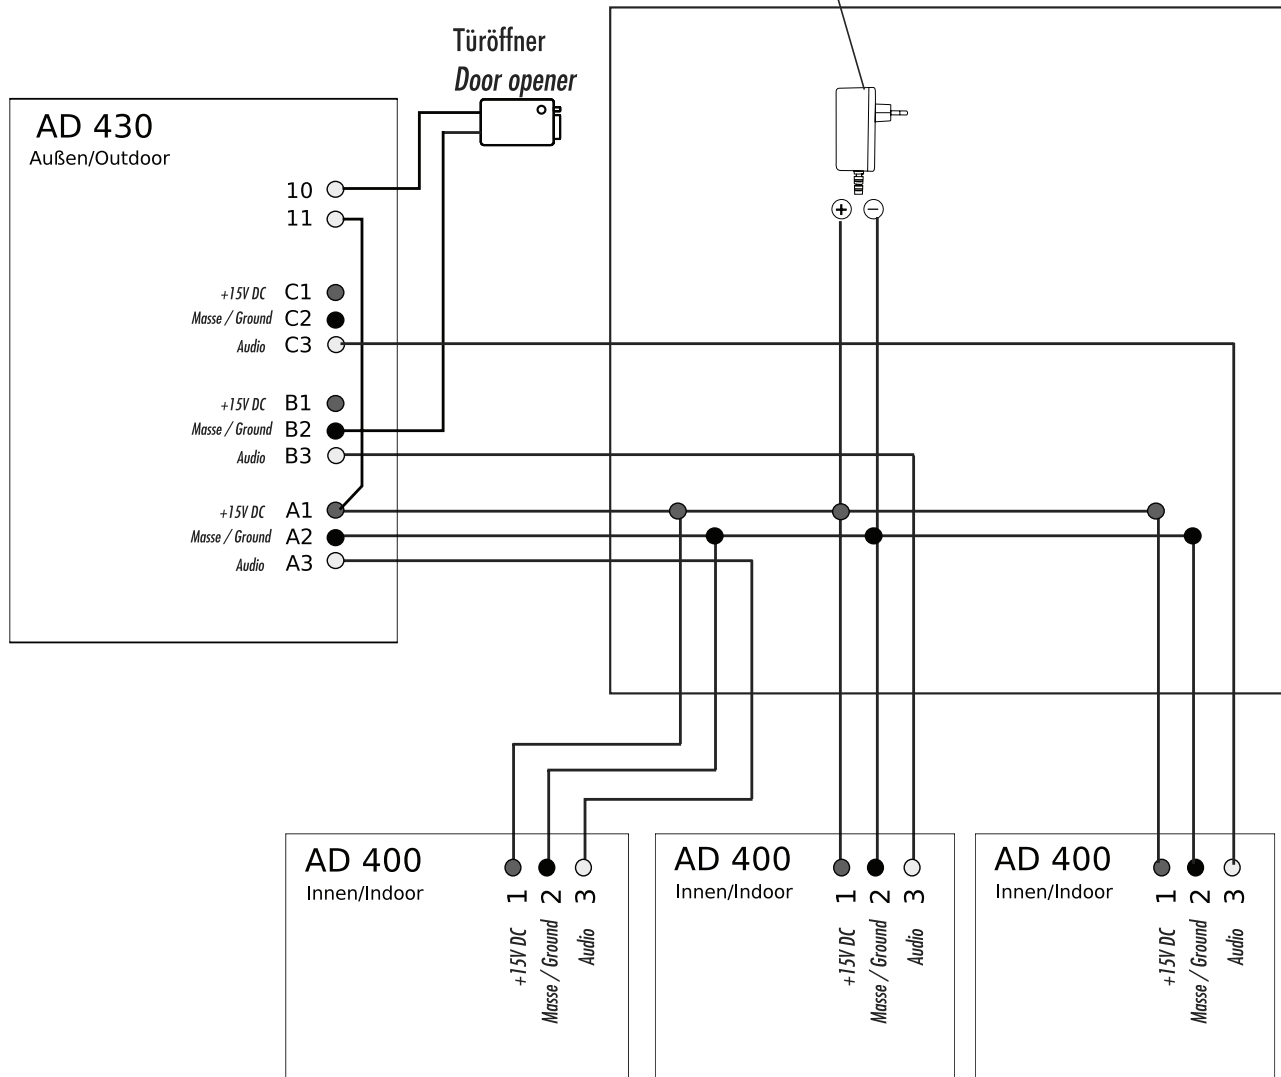 Türöffner
Door opener
AD 430
Außen/Outdoor
10
11
+15V DC C1
Masse / Ground C2
Audio C3
+15V DC B1
Masse / Ground B2
Audio B3
+15V DC A1
Masse / Ground A2
Audio A3
+
−
AD 400
Innen/Indoor
1 +15V DC
2 Masse / Ground
3 Audio
AD 400
Innen/Indoor
1 +15V DC
2 Masse / Ground
3 Audio
AD 400
Innen/Indoor
1 +15V DC
2 Masse / Ground
3 Audio